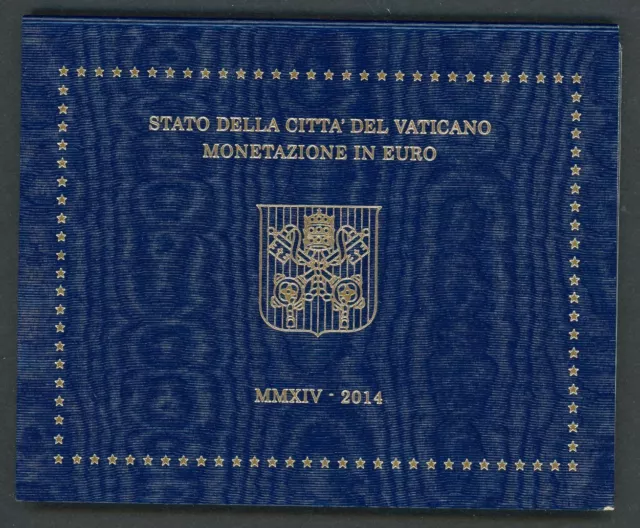 STATO DELLA CITTA' DEL VATICANO
MONETAZIONE IN EURO
MMXIV - 2014